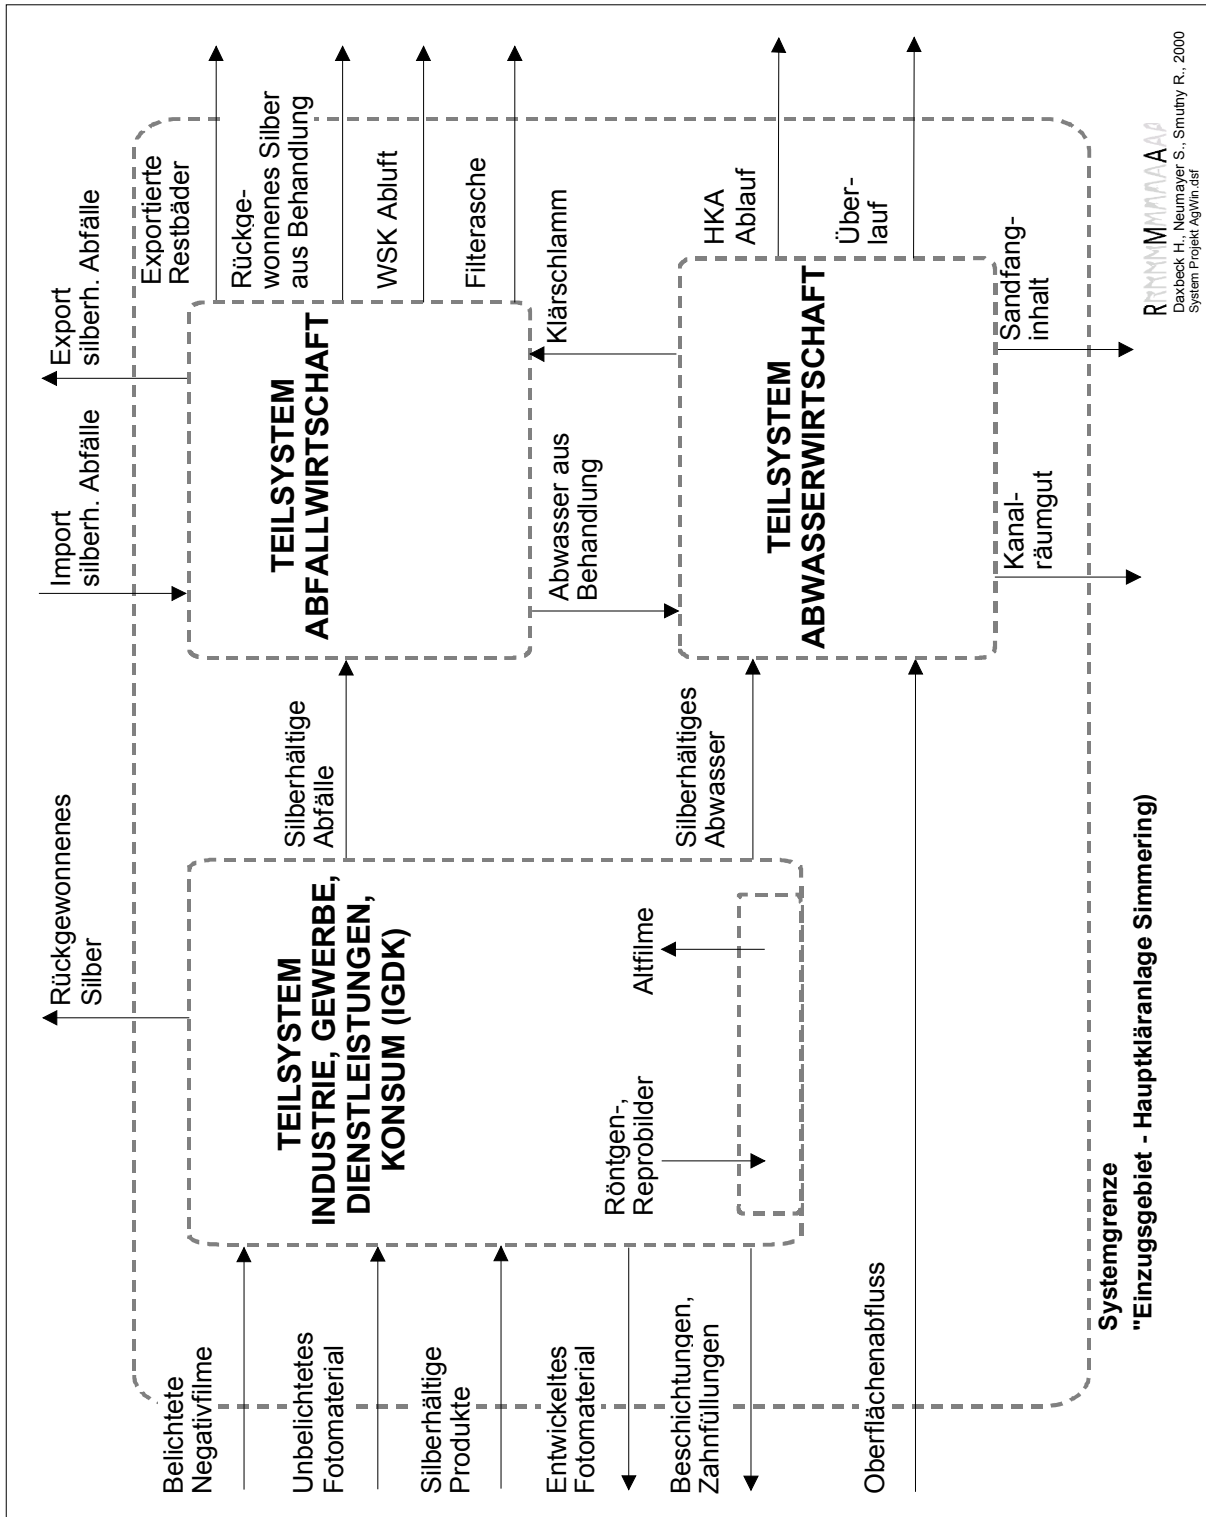 Rückgewonnenes
Silber
Import
silberh. Abfälle
Export
silberh. Abfälle
Belichtete
Negativfilme
Unbelichtetes
Fotomaterial
Silberhältige
Produkte
Entwickeltes
Fotomaterial
Beschichtungen,
Zahnfüllungen
Oberflächenabfluss
TEILSYSTEM
INDUSTRIE, GEWERBE,
DIENSTLEISTUNGEN,
KONSUM (IGDK)
Röntgen-,
Reprobilder
Altfilme
Silberhältige
Abfälle
Silberhältiges
Abwasser
TEILSYSTEM
ABFALLWIRTSCHAFT
Abwasser aus
Behandlung
Klärschlamm
TEILSYSTEM
ABWASSERWIRTSCHAFT
Exportierte
Restbäder
Rückge-
wonnenes Silber
aus Behandlung
WSK Abluft
Filterasche
HKA
Ablauf
Über-
lauf
Kanal-
räumgut
Sandfang-
inhalt
Systemgrenze
"Einzugsgebiet - Hauptkläranlage Simmering)
RMA
Daxbeck H., Neumayer S., Smutny R., 2000
System Projekt AgWin.dsf